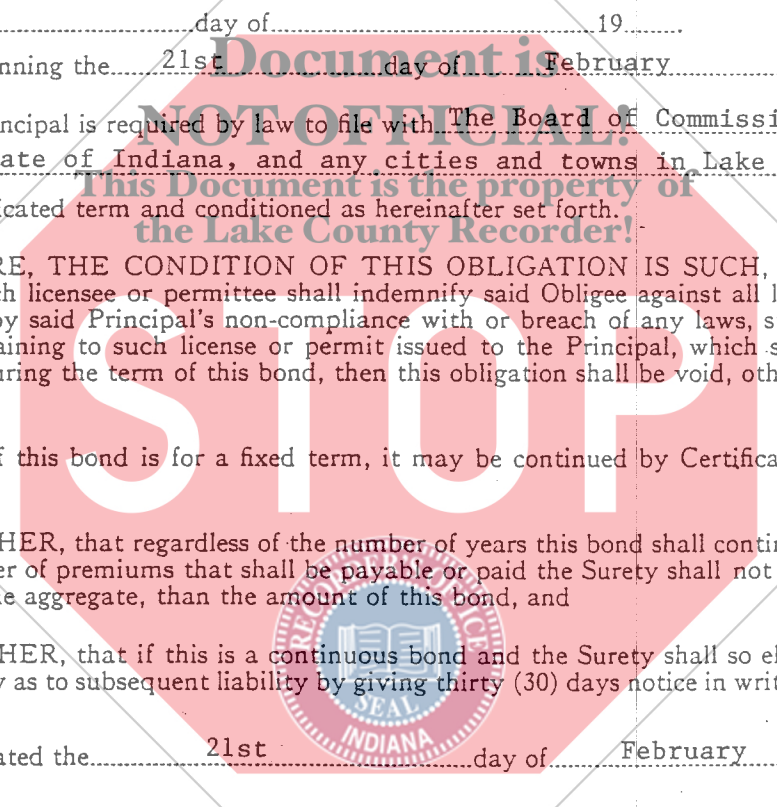 day of 19
nning the 21st day of February
Document is
NOT OFFICIAL!
ncipal is required by law to file with The Board of Commissi
ate of Indiana, and any cities and towns in Lake
This Document is the property of
icated term and conditioned as hereinafter set forth.
the Lake County Recorder!
RE, THE CONDITION OF THIS OBLIGATION IS SUCH,
ch licensee or permittee shall indemnify said Obligee against all l
by said Principal's non-compliance with or breach of any laws, s
aining to such license or permit issued to the Principal, which s
uring the term of this bond, then this obligation shall be void, oth
STOP
f this bond is for a fixed term, it may be continued by Certifica
HER, that regardless of the number of years this bond shall contin
er of premiums that shall be payable or paid the Surety shall not
e aggregate, than the amount of this bond, and
HER, that if this is a continuous bond and the Surety shall so el
y as to subsequent liability by giving thirty (30) days notice in writ
SEAL
INDIANA
ated the 21st day of February